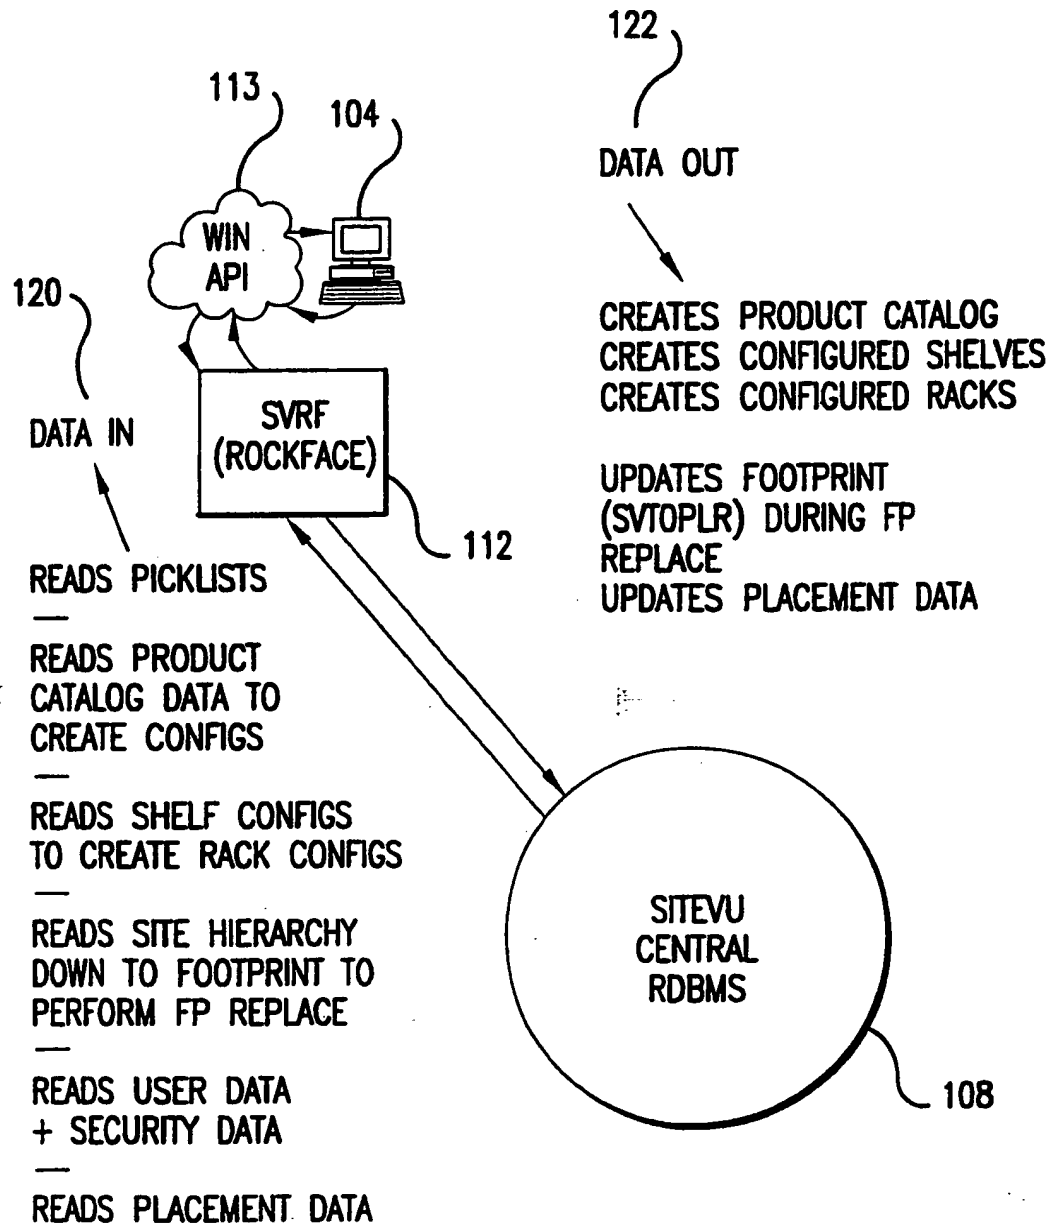 122
113
104
DATA OUT
WIN
API
120
CREATES PRODUCT CATALOG
CREATES CONFIGURED SHELVES
CREATES CONFIGURED RACKS
SVRF
(ROCKFACE)
DATA IN
UPDATES FOOTPRINT
(SVTOPLR) DURING FP
REPLACE
UPDATES PLACEMENT DATA
112
READS PICKLISTS
—
READS PRODUCT
CATALOG DATA TO
CREATE CONFIGS
—
READS SHELF CONFIGS
TO CREATE RACK CONFIGS
—
READS SITE HIERARCHY
DOWN TO FOOTPRINT TO
PERFORM FP REPLACE
—
READS USER DATA
+ SECURITY DATA
—
READS PLACEMENT DATA
SITEVU
CENTRAL
RDBMS
108